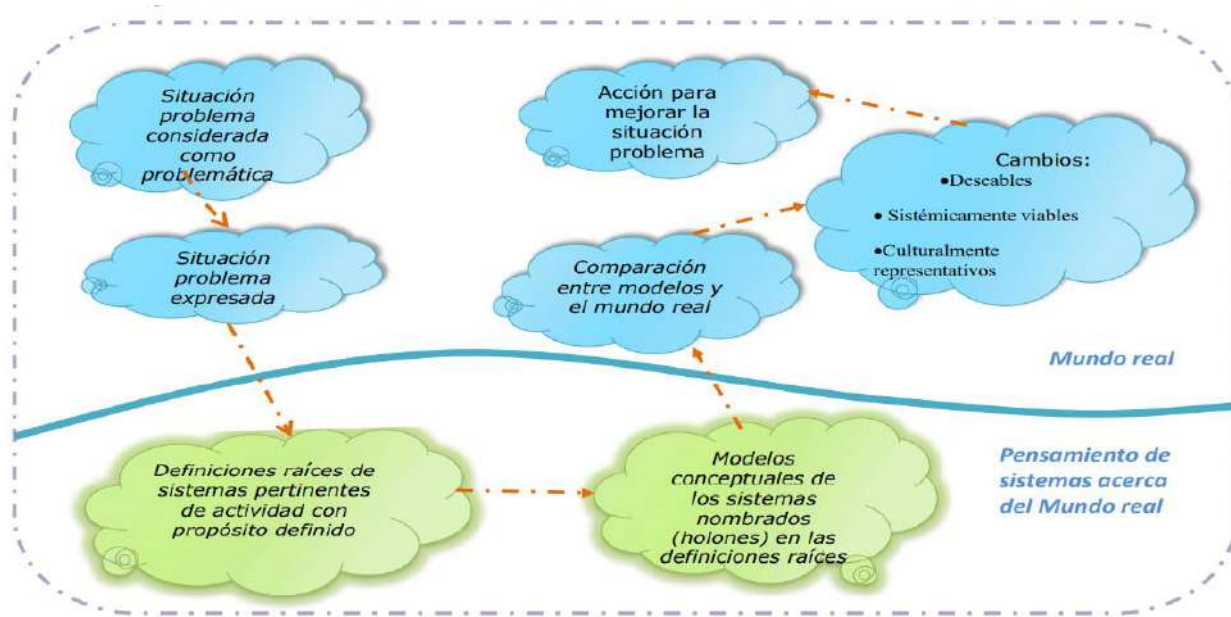 Situación
problema
considerada
como
problemática
Situación
problema
expresada
Definiciones raíces de
sistemas pertinentes
de actividad con
propósito definido
Modelos
conceptuales de
los sistemas
nombrados
(holones) en las
definiciones raíces
Comparación
entre modelos y
el mundo real
Cambios:
•Deseables
• Sistémicamente viables
•Culturalmente
representativos
Acción para
mejorar la
situación
problema
Mundo real
Pensamiento de
sistemas acerca
del Mundo real